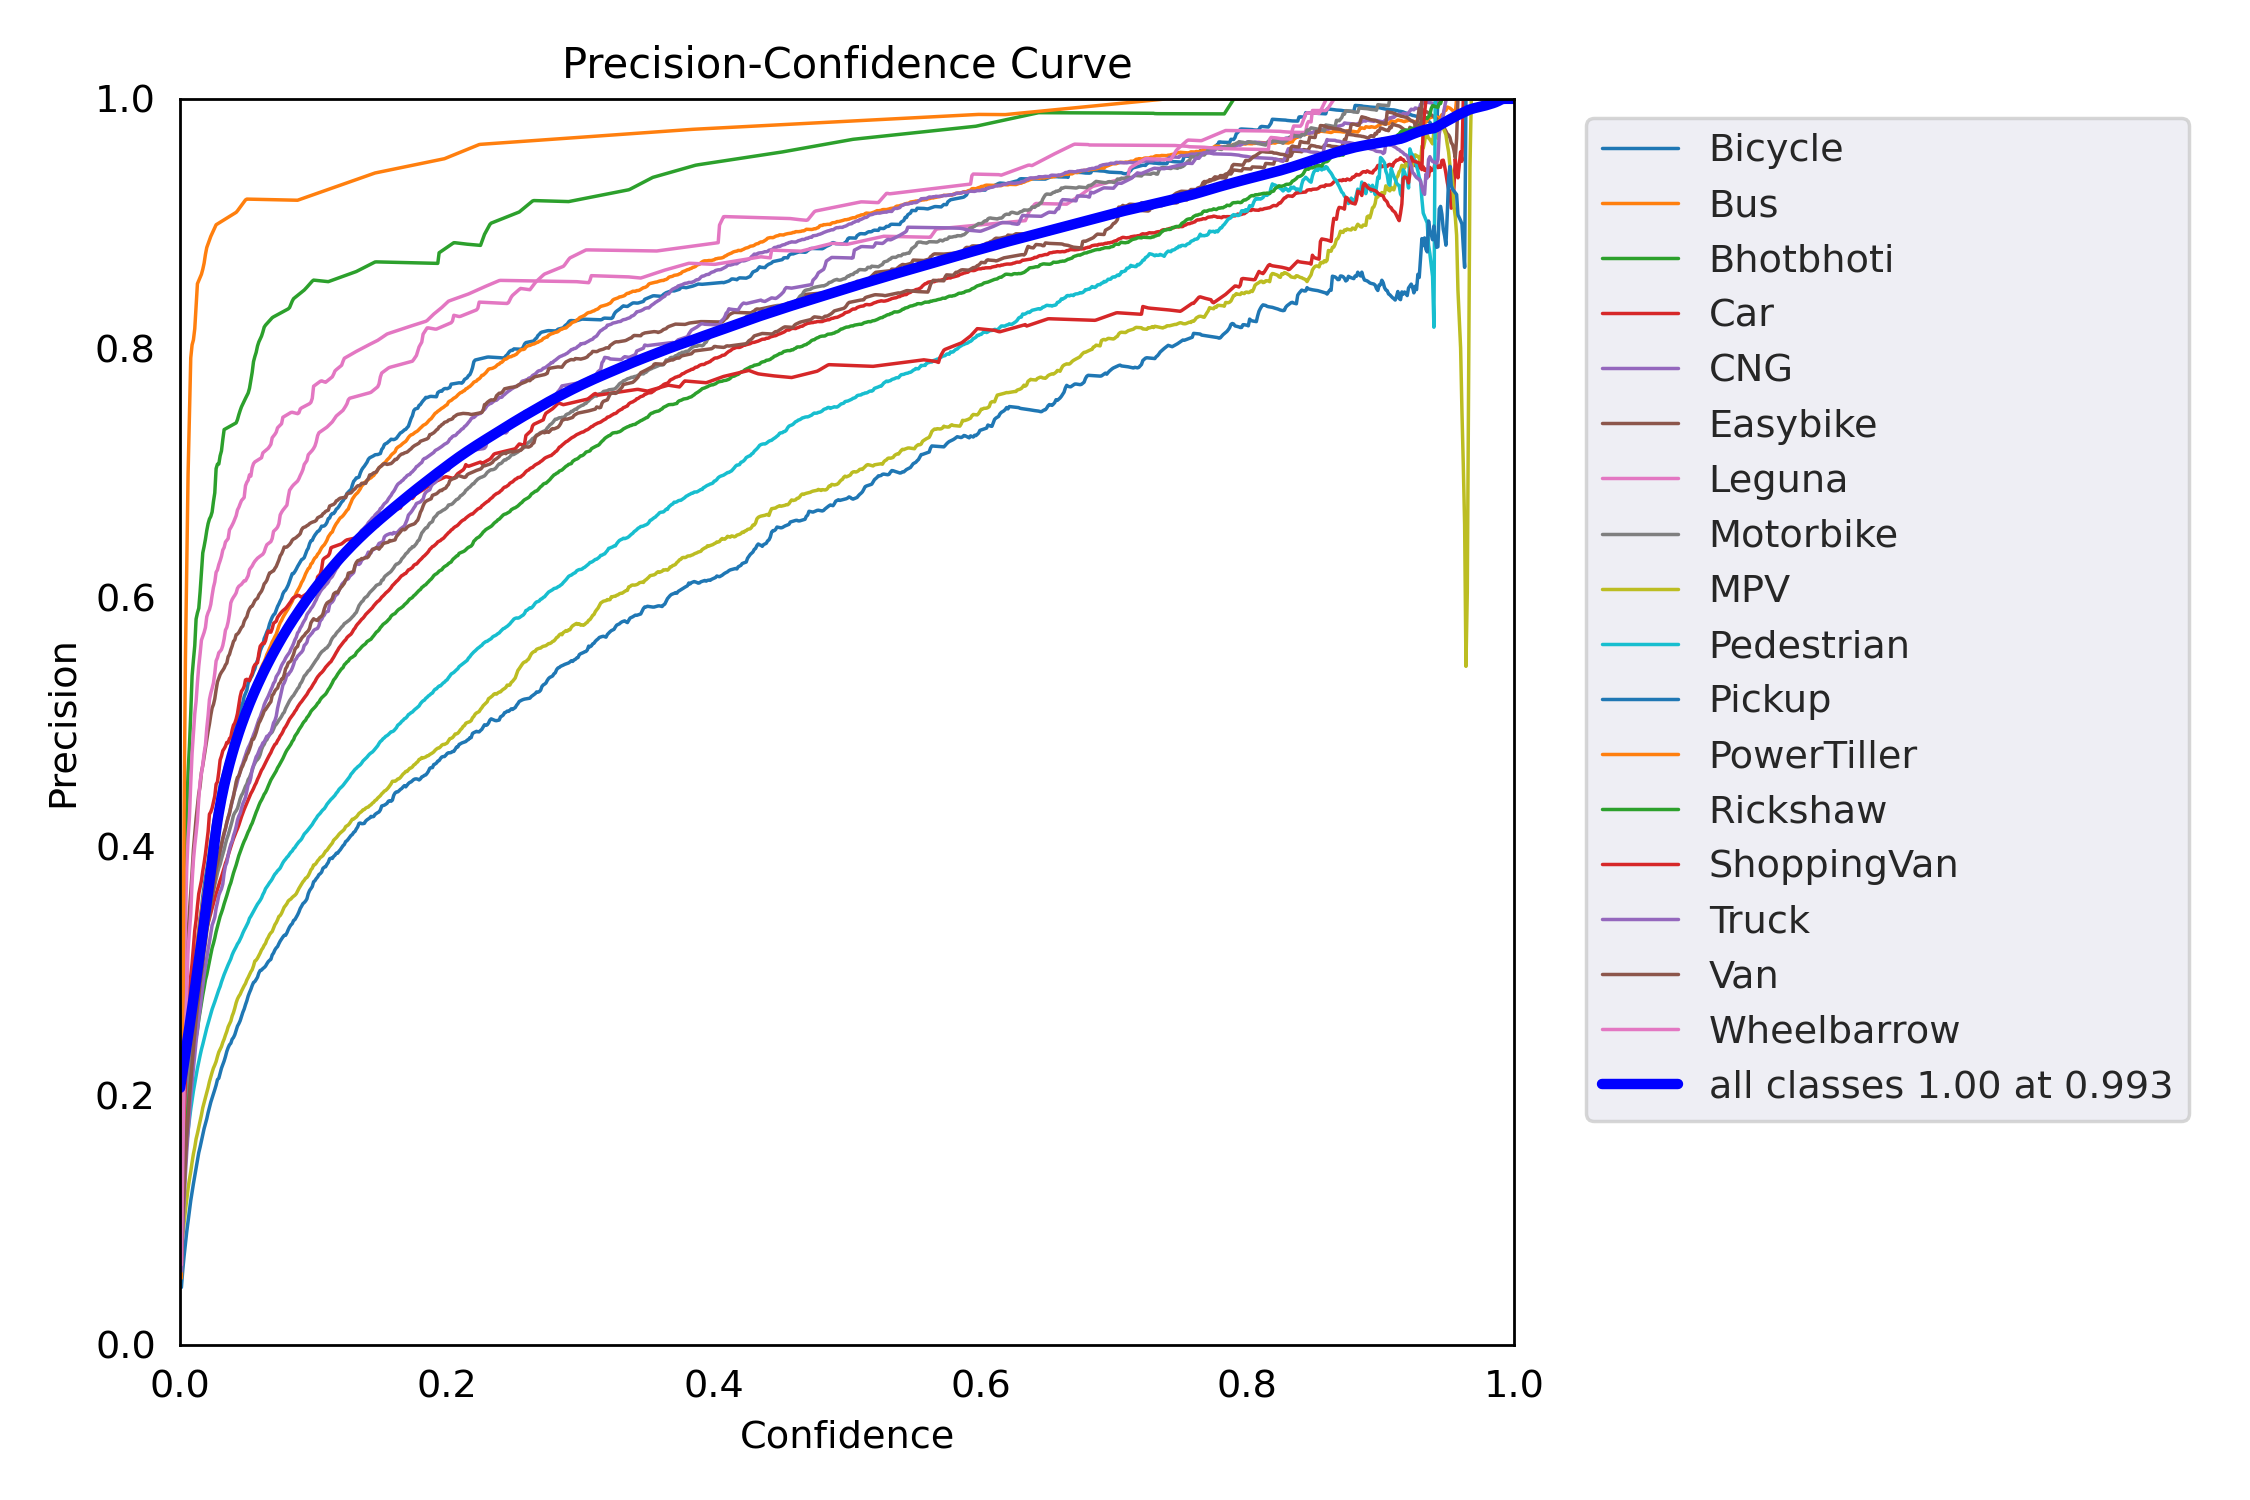 Precision-Confidence Curve
1.0
0.8
0.6
0.4
0.2
0.0
Precision
0.0 0.2 0.4 0.6 0.8 1.0
Confidence
Bicycle
Bus
Bhotbhoti
Car
CNG
Easybike
Leguna
Motorbike
MPV
Pedestrian
Pickup
PowerTiller
Rickshaw
ShoppingVan
Truck
Van
Wheelbarrow
all classes 1.00 at 0.993